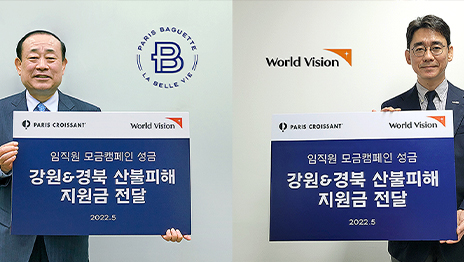 PARIS BAGUETTE
B
LA BELLE VIE
PARIS CROISSANT World Vision
임직원 모금캠페인 성금
강원&경북 산불피해
지원금 전달
2022.5
World Vision
PARIS CROISSANT World Vision
임직원 모금캠페인 성금
강원&경북 산불피해
지원금 전달
2022.5